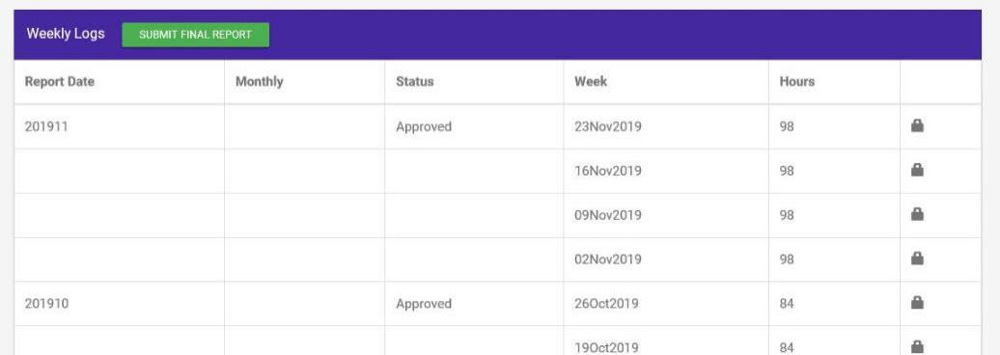 Weekly Logs SUBMIT FINAL REPORT
Report Date Monthly Status Week Hours
201911 Approved 23Nov2019 98
16Nov2019 98
09Nov2019 98
02Nov2019 98
201910 Approved 26Oct2019 84
19Oct2019 84